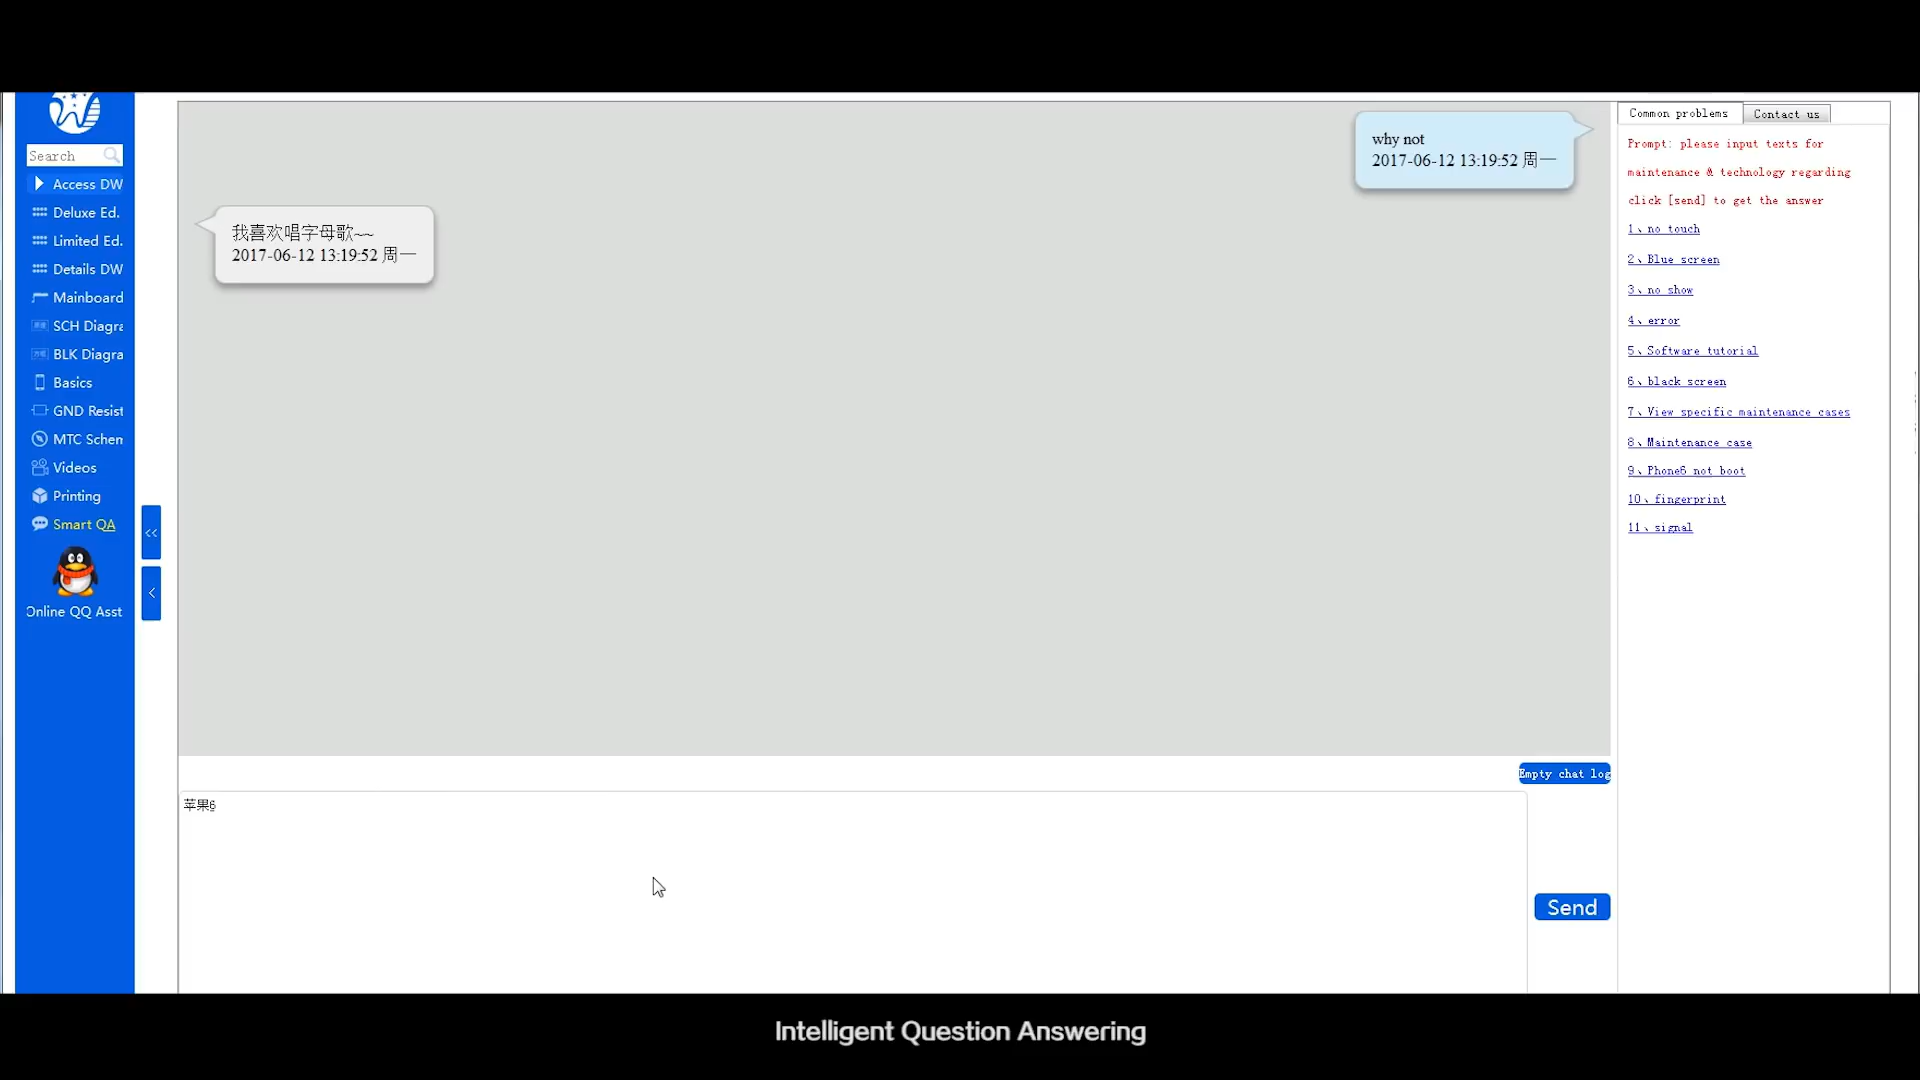 Search
Access DW
Deluxe Ed.
Limited Ed.
Details DW
Mainboard
SCH Diagra
BLK Diagra
Basics
GND Resist
MTC Schem
Videos
Printing
Smart QA
Online QQ Asst
<<
<
why not
2017-06-12 13:19:52 周一
我喜欢唱字母歌~~
2017-06-12 13:19:52 周一
Empty chat log
苹果6
Send
Common problems
Contact us
Prompt: please input texts for
maintenance & technology regarding
click [send] to get the answer
1、no touch
2、Blue screen
3、no show
4、error
5、Software tutorial
6、black screen
7、View specific maintenance cases
8、Maintenance case
9、Phone6 not boot
10、fingerprint
11、signal
Intelligent Question Answering